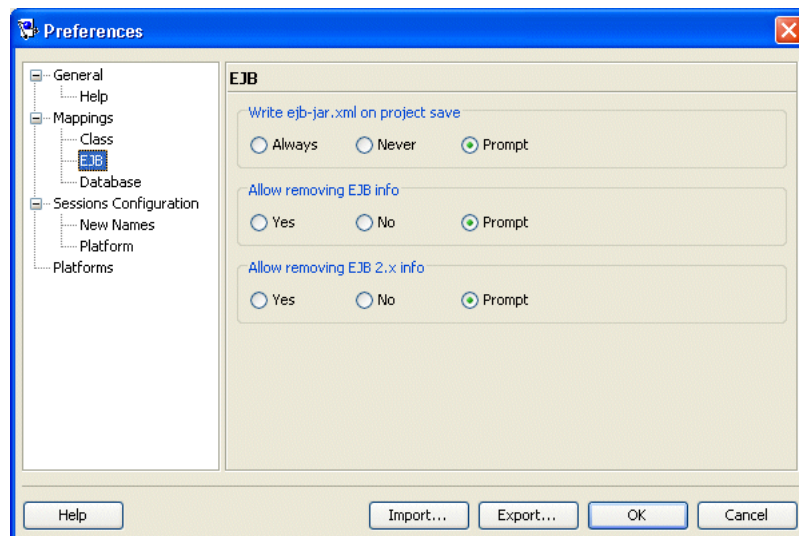 Preferences
General
Help
Mappings
Class
EJB
Database
Sessions Configuration
New Names
Platform
Platforms
EJB
Write ejb-jar.xml on project save
Always Never Prompt
Allow removing EJB info
Yes No Prompt
Allow removing EJB 2.x info
Yes No Prompt
Help Import... Export... OK Cancel